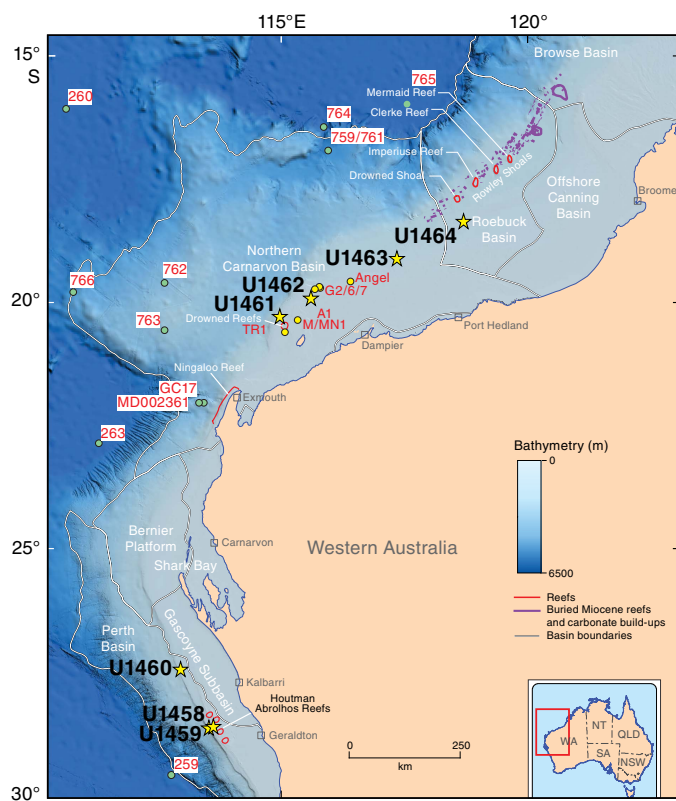 115°E
120°
15°
S
Browse Basin
765
260
Mermaid Reef
764
Clerke Reef
759/761
Imperiuse Reef
Drowned Shoal
Rowley Shoals
Offshore
Canning
Basin
Broome
U1464
Roebuck
Basin
Northern
Carnarvon Basin
U1463
762
766
U1462
Angel
G2/6/7
20°
U1461
A1
Drowned Reefs
M/MN1
TR1
763
Port Hedland
Dampier
Ningaloo Reef
GC17
MD002361
Exmouth
263
Bathymetry (m)
0
6500
25°
Bernier
Platform
Carnarvon
Western Australia
Shark Bay
Reefs
Buried Miocene reefs
and carbonate build-ups
Basin boundaries
Gascoyne Subbasin
Perth
Basin
U1460
Kalbarri
Houtman
Abrolhos Reefs
U1458
U1459
Geraldton
0
250
km
259
30°
NT
QLD
WA
SA
NSW